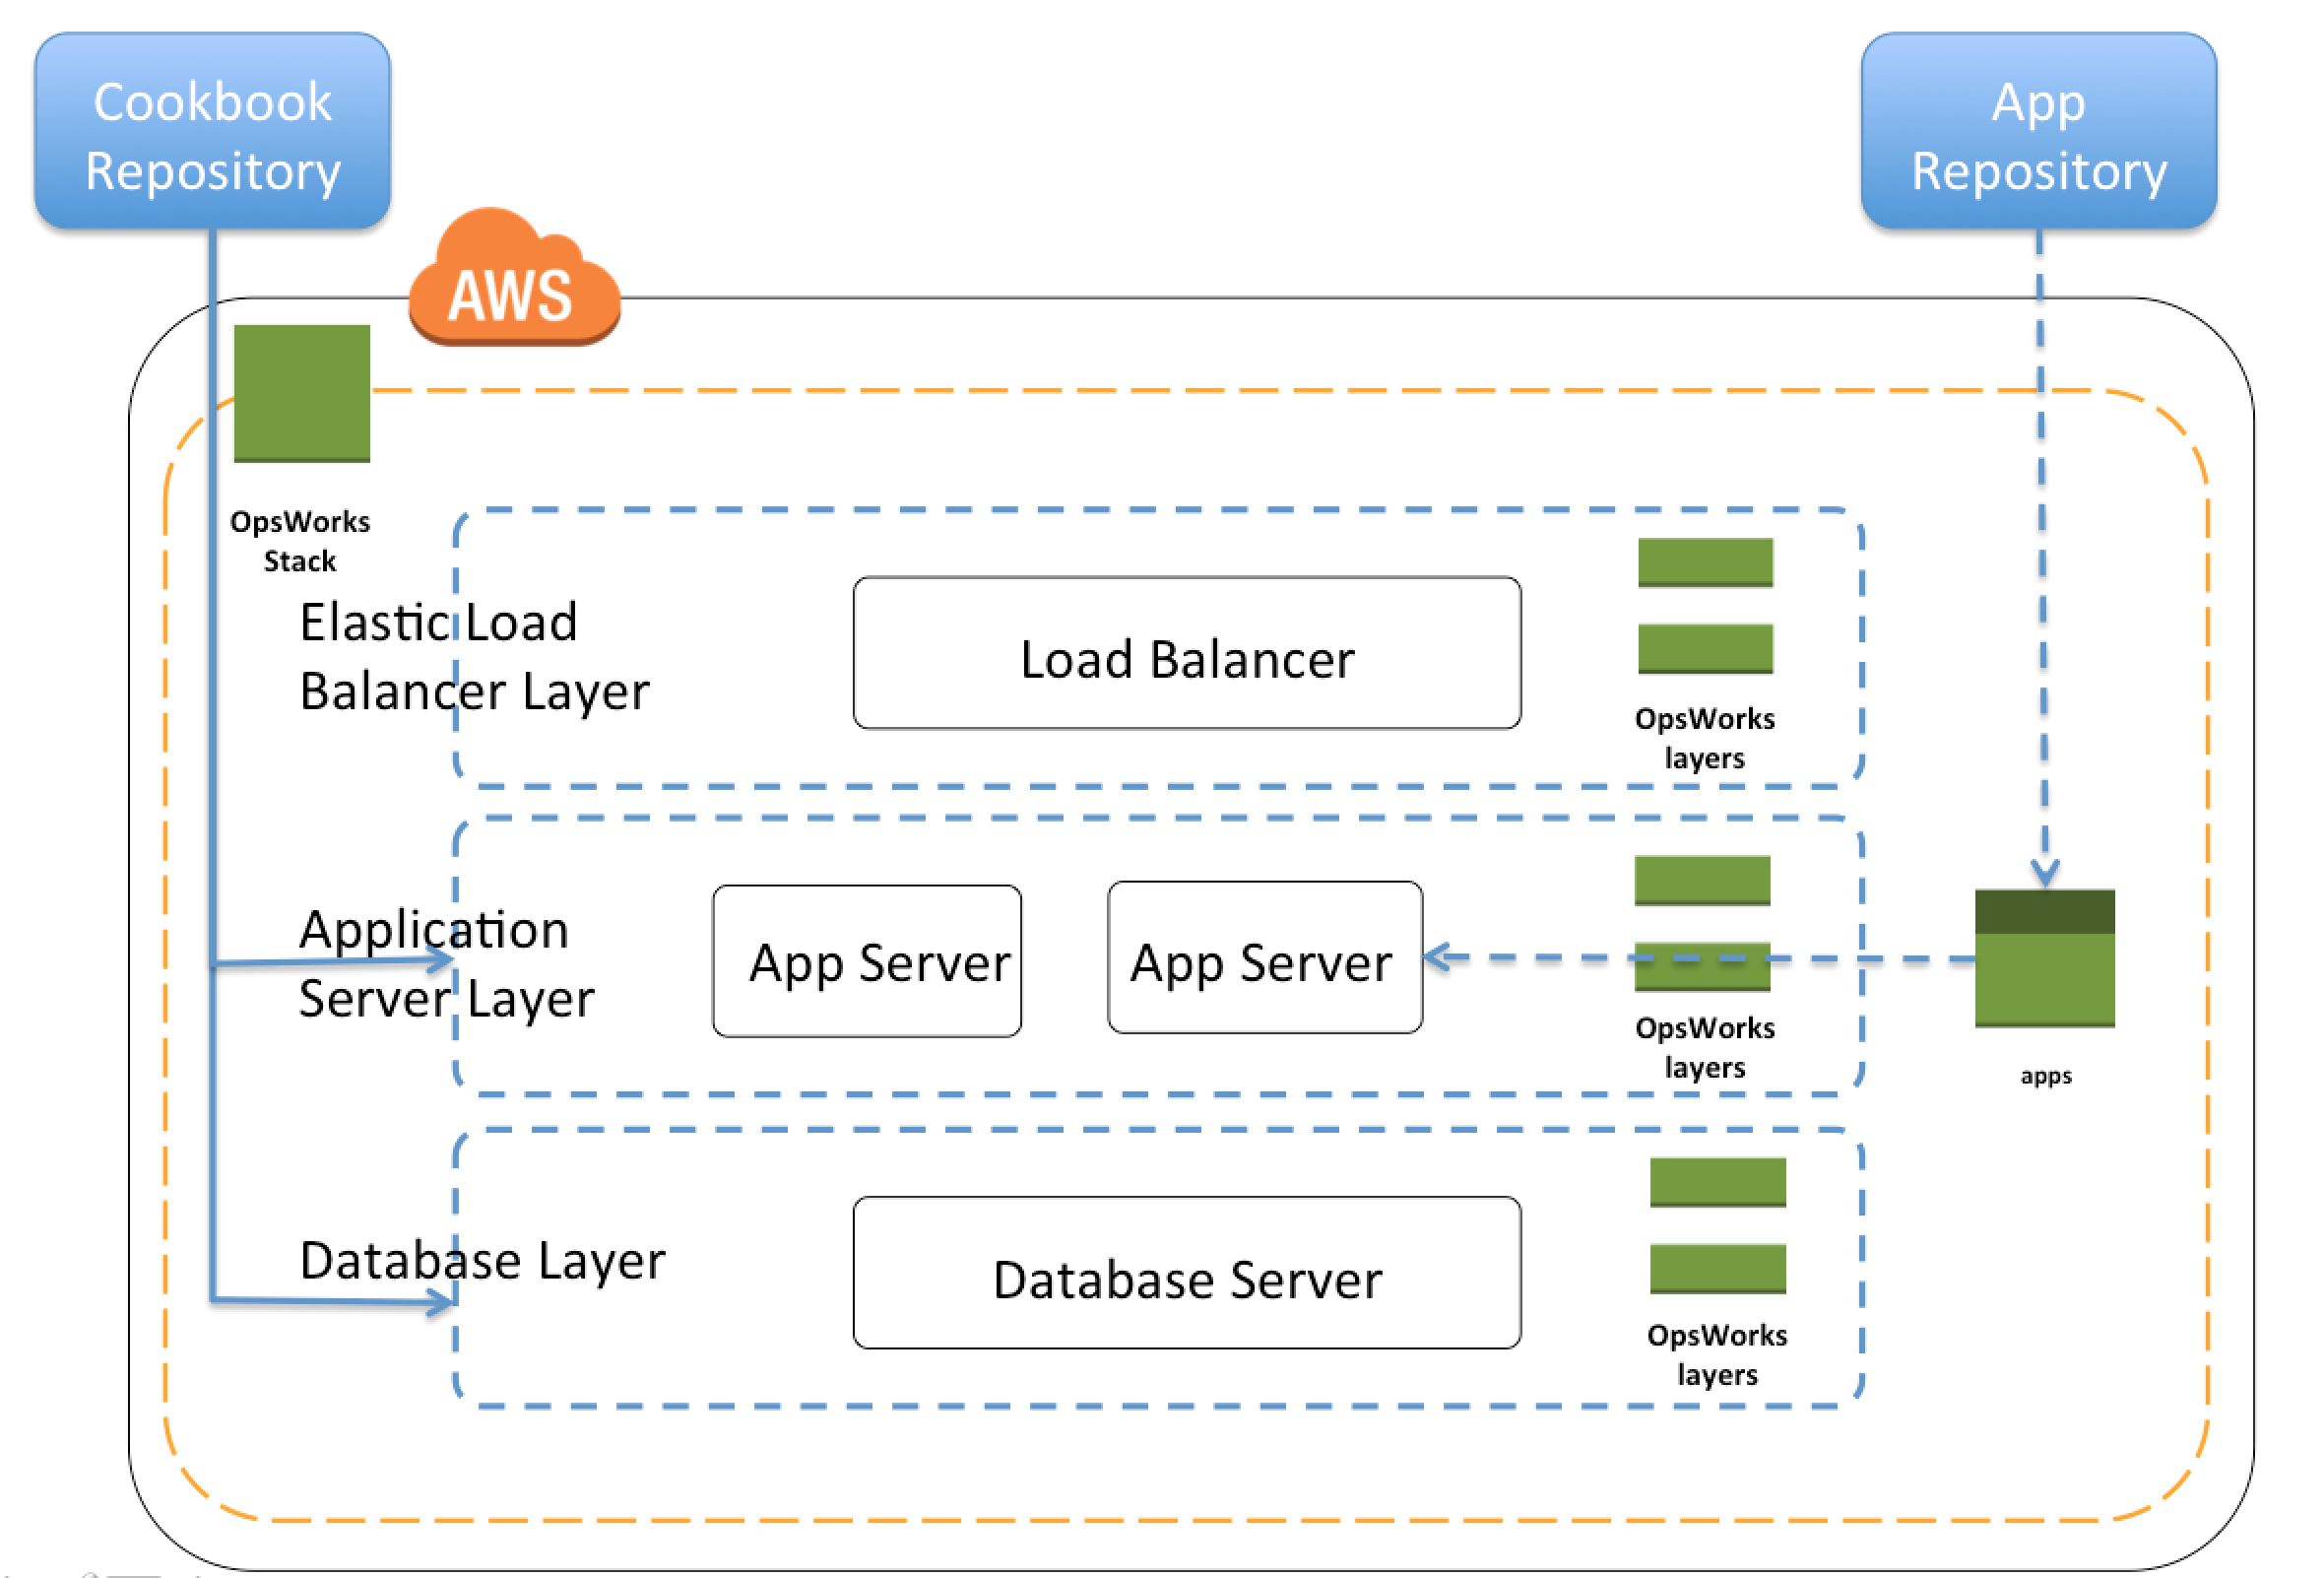 Cookbook
Repository
App
Repository
AWS
OpsWorks
Stack
Elastic Load
Balancer Layer
Load Balancer
OpsWorks
layers
Application
Server Layer
App Server
App Server
OpsWorks
layers
apps
Database Layer
Database Server
OpsWorks
layers